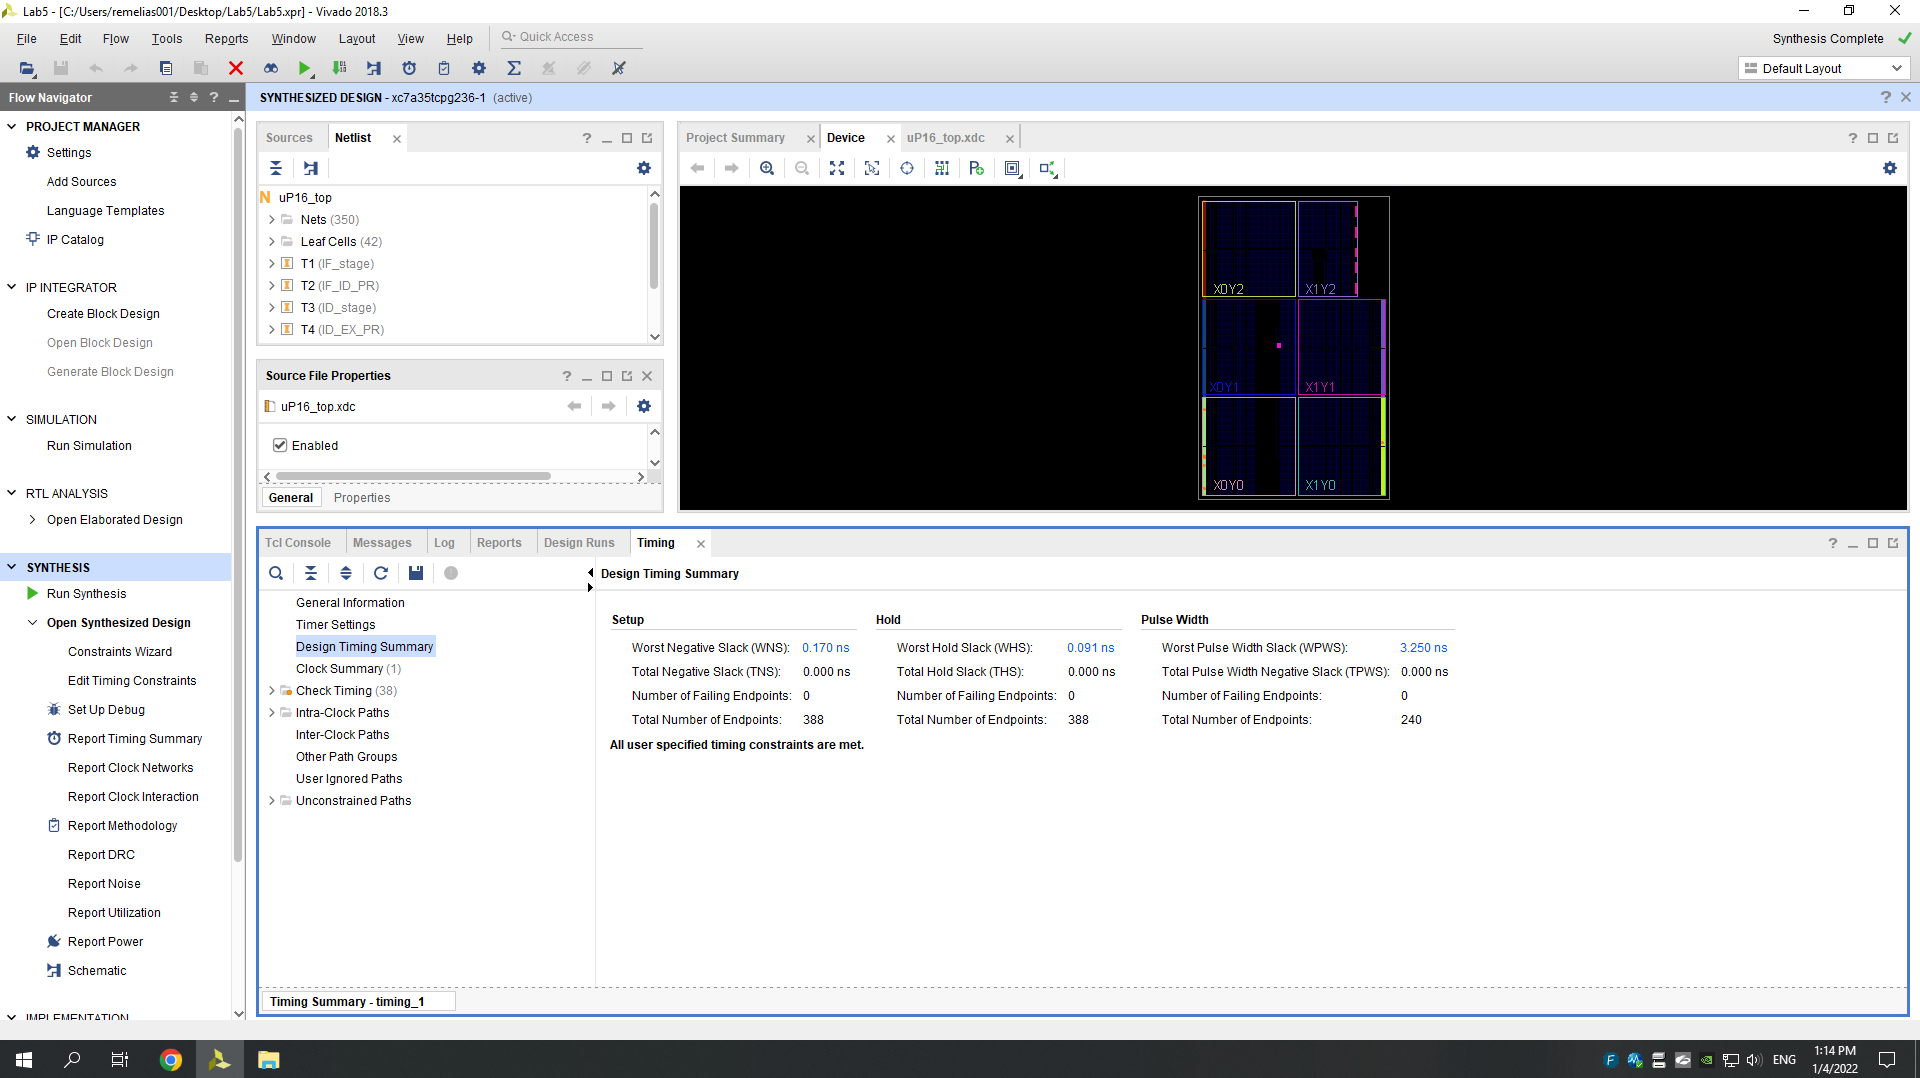 Lab5 - [C:/Users/remelias001/Desktop/Lab5/Lab5.xpr] - Vivado 2018.3
File Edit Flow Tools Reports Window Layout View Help Quick Access
Synthesis Complete
Default Layout
Flow Navigator
PROJECT MANAGER
Settings
Add Sources
Language Templates
IP Catalog
IP INTEGRATOR
Create Block Design
Open Block Design
Generate Block Design
SIMULATION
Run Simulation
RTL ANALYSIS
Open Elaborated Design
SYNTHESIS
Run Synthesis
Open Synthesized Design
Constraints Wizard
Edit Timing Constraints
Set Up Debug
Report Timing Summary
Report Clock Networks
Report Clock Interaction
Report Methodology
Report DRC
Report Noise
Report Utilization
Report Power
Schematic
IMPLEMENTATION
SYNTHESIZED DESIGN - xc7a35tcpg236-1 (active)
Sources Netlist
uP16_top
Nets (350)
Leaf Cells (42)
T1 (IF_stage)
T2 (IF_ID_PR)
T3 (ID_stage)
T4 (ID_EX_PR)
Source File Properties
uP16_top.xdc
Enabled
General Properties
Project Summary Device uP16_top.xdc
X0Y2 X1Y2
X0Y1 X1Y1
X0Y0 X1Y0
Tcl Console Messages Log Reports Design Runs Timing
General Information
Timer Settings
Design Timing Summary
Clock Summary (1)
Check Timing (38)
Intra-Clock Paths
Inter-Clock Paths
Other Path Groups
User Ignored Paths
Unconstrained Paths
Design Timing Summary
Setup Hold Pulse Width
Worst Negative Slack (WNS): 0.170 ns Worst Hold Slack (WHS): 0.091 ns Worst Pulse Width Slack (WPWS): 3.250 ns
Total Negative Slack (TNS): 0.000 ns Total Hold Slack (THS): 0.000 ns Total Pulse Width Negative Slack (TPWS): 0.000 ns
Number of Failing Endpoints: 0 Number of Failing Endpoints: 0 Number of Failing Endpoints: 0
Total Number of Endpoints: 388 Total Number of Endpoints: 388 Total Number of Endpoints: 240
All user specified timing constraints are met.
Timing Summary - timing_1
ENG
1:14 PM
1/4/2022